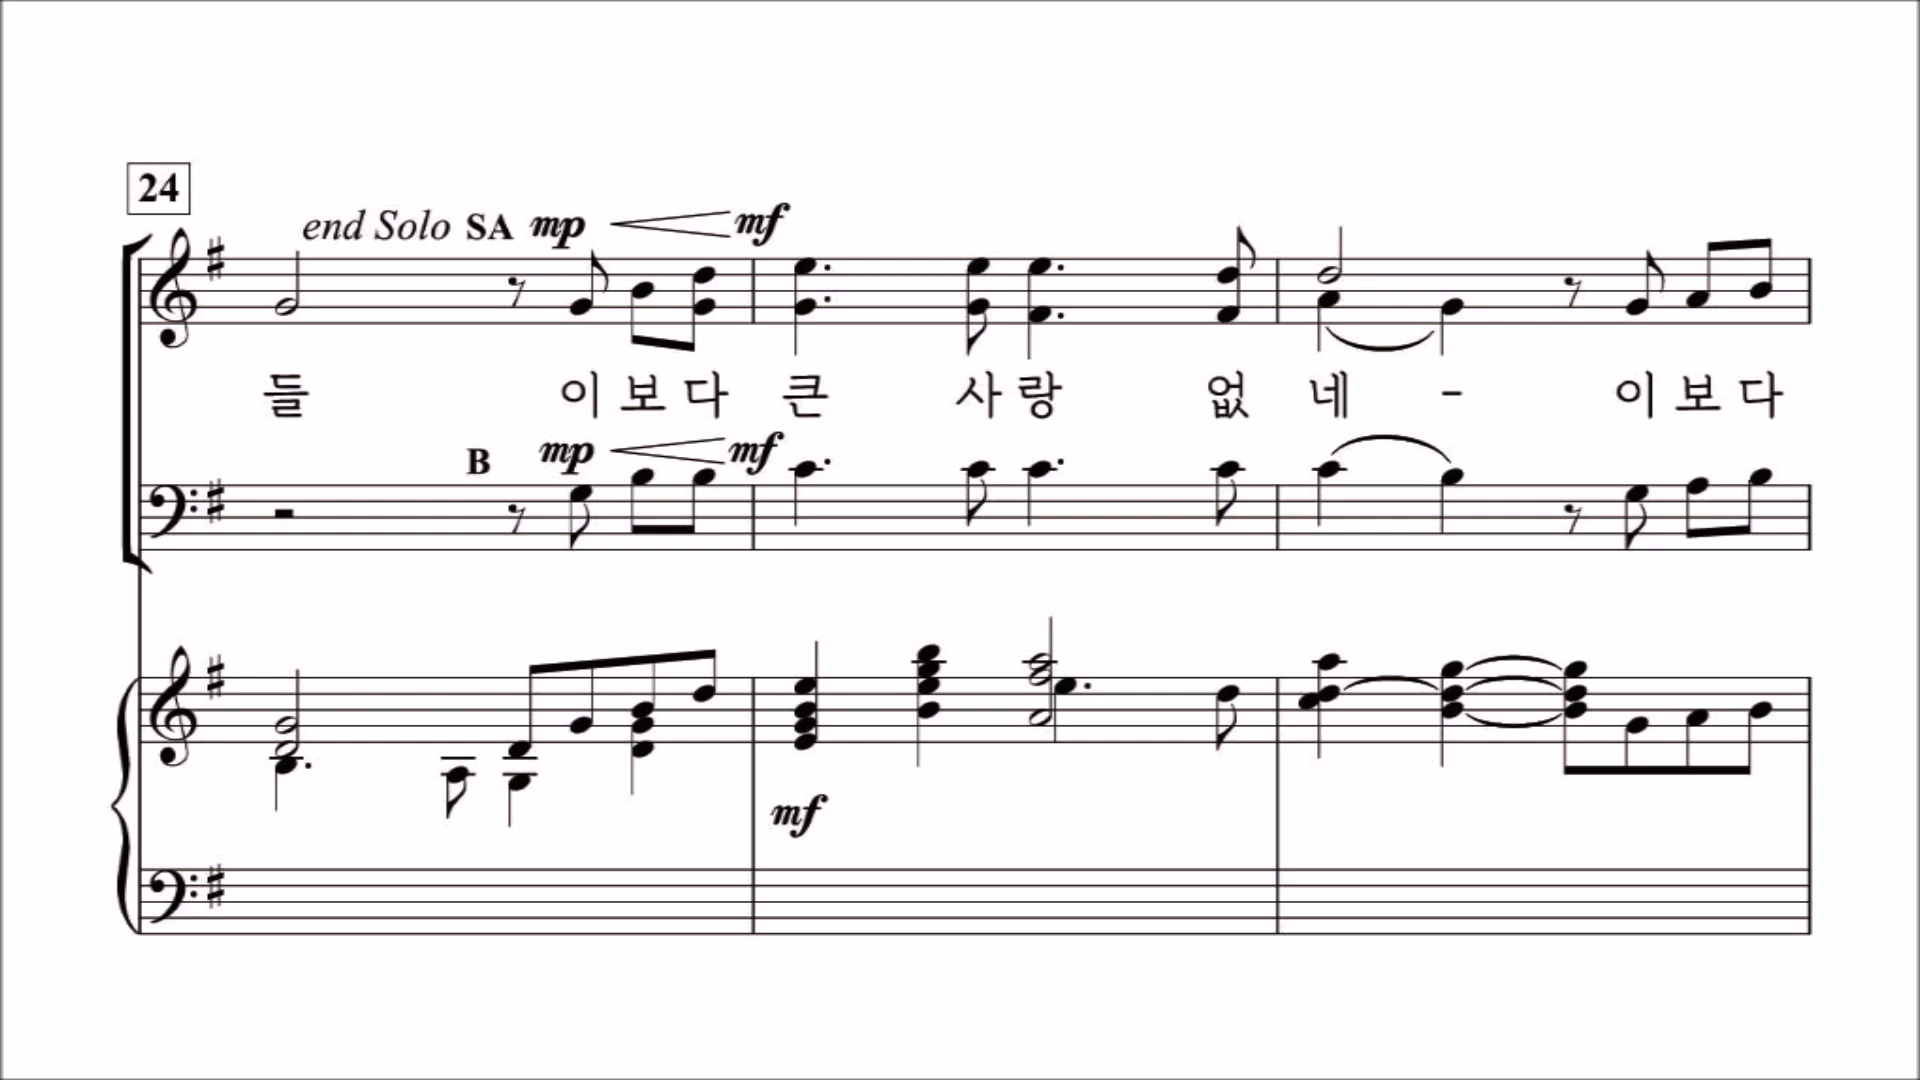 24
end Solo SA mp mf
들 이 보 다 큰 사 랑 없 네 - 이 보 다
B mp mf
mf